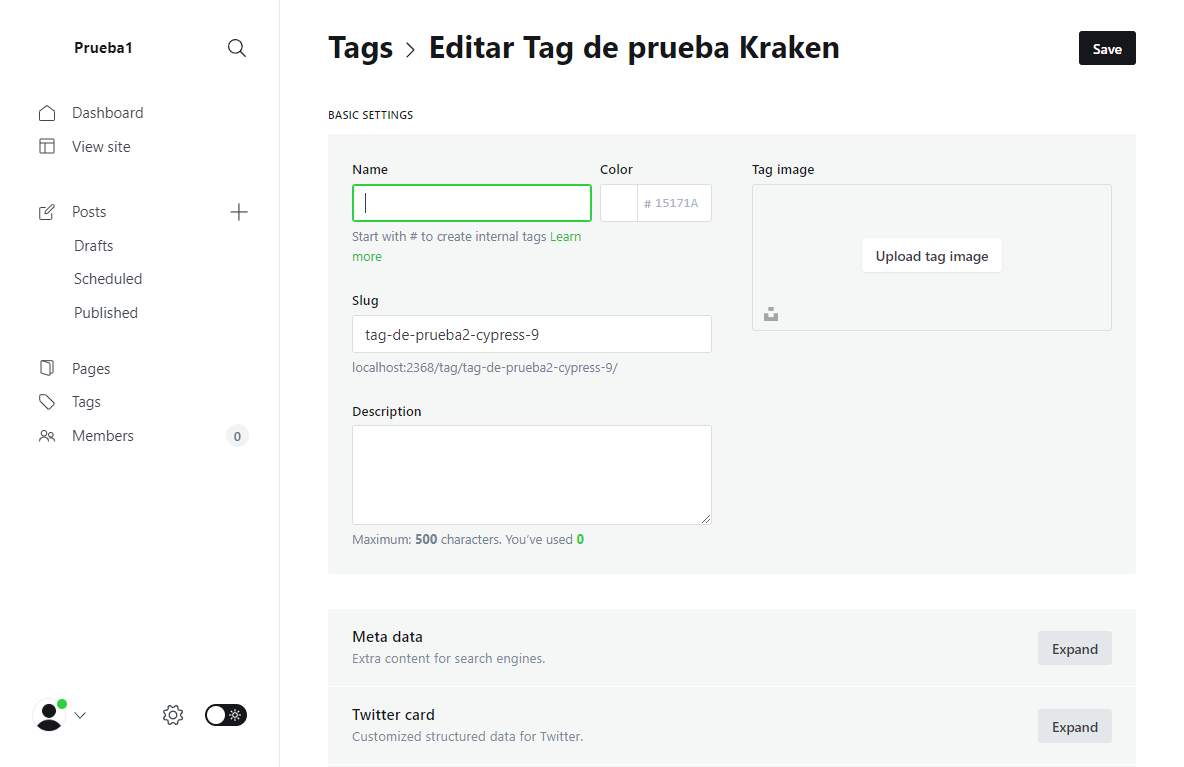 Prueba1
Dashboard
View site
Posts
Drafts
Scheduled
Published
Pages
Tags
Members
0
Tags > Editar Tag de prueba Kraken
Save
BASIC SETTINGS
Name
Color
# 15171A
Start with # to create internal tags Learn
more
Slug
tag-de-prueba2-cypress-9
localhost:2368/tag/tag-de-prueba2-cypress-9/
Description
Maximum: 500 characters. You’ve used 0
Tag image
Upload tag image
Meta data
Extra content for search engines.
Expand
Twitter card
Customized structured data for Twitter.
Expand